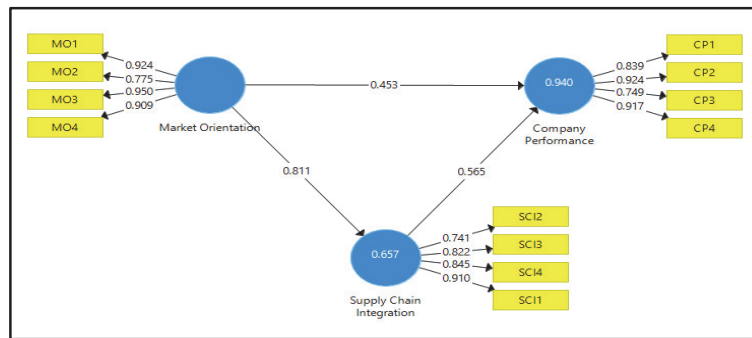 MO1
MO2
MO3
MO4
0.924
0.775
0.950
0.909
Market Orientation
0.453
0.940
Company
Performance
0.839
0.924
0.749
0.917
CP1
CP2
CP3
CP4
0.811
0.565
0.657
Supply Chain
Integration
0.741
0.822
0.845
0.910
SCI2
SCI3
SCI4
SCI1